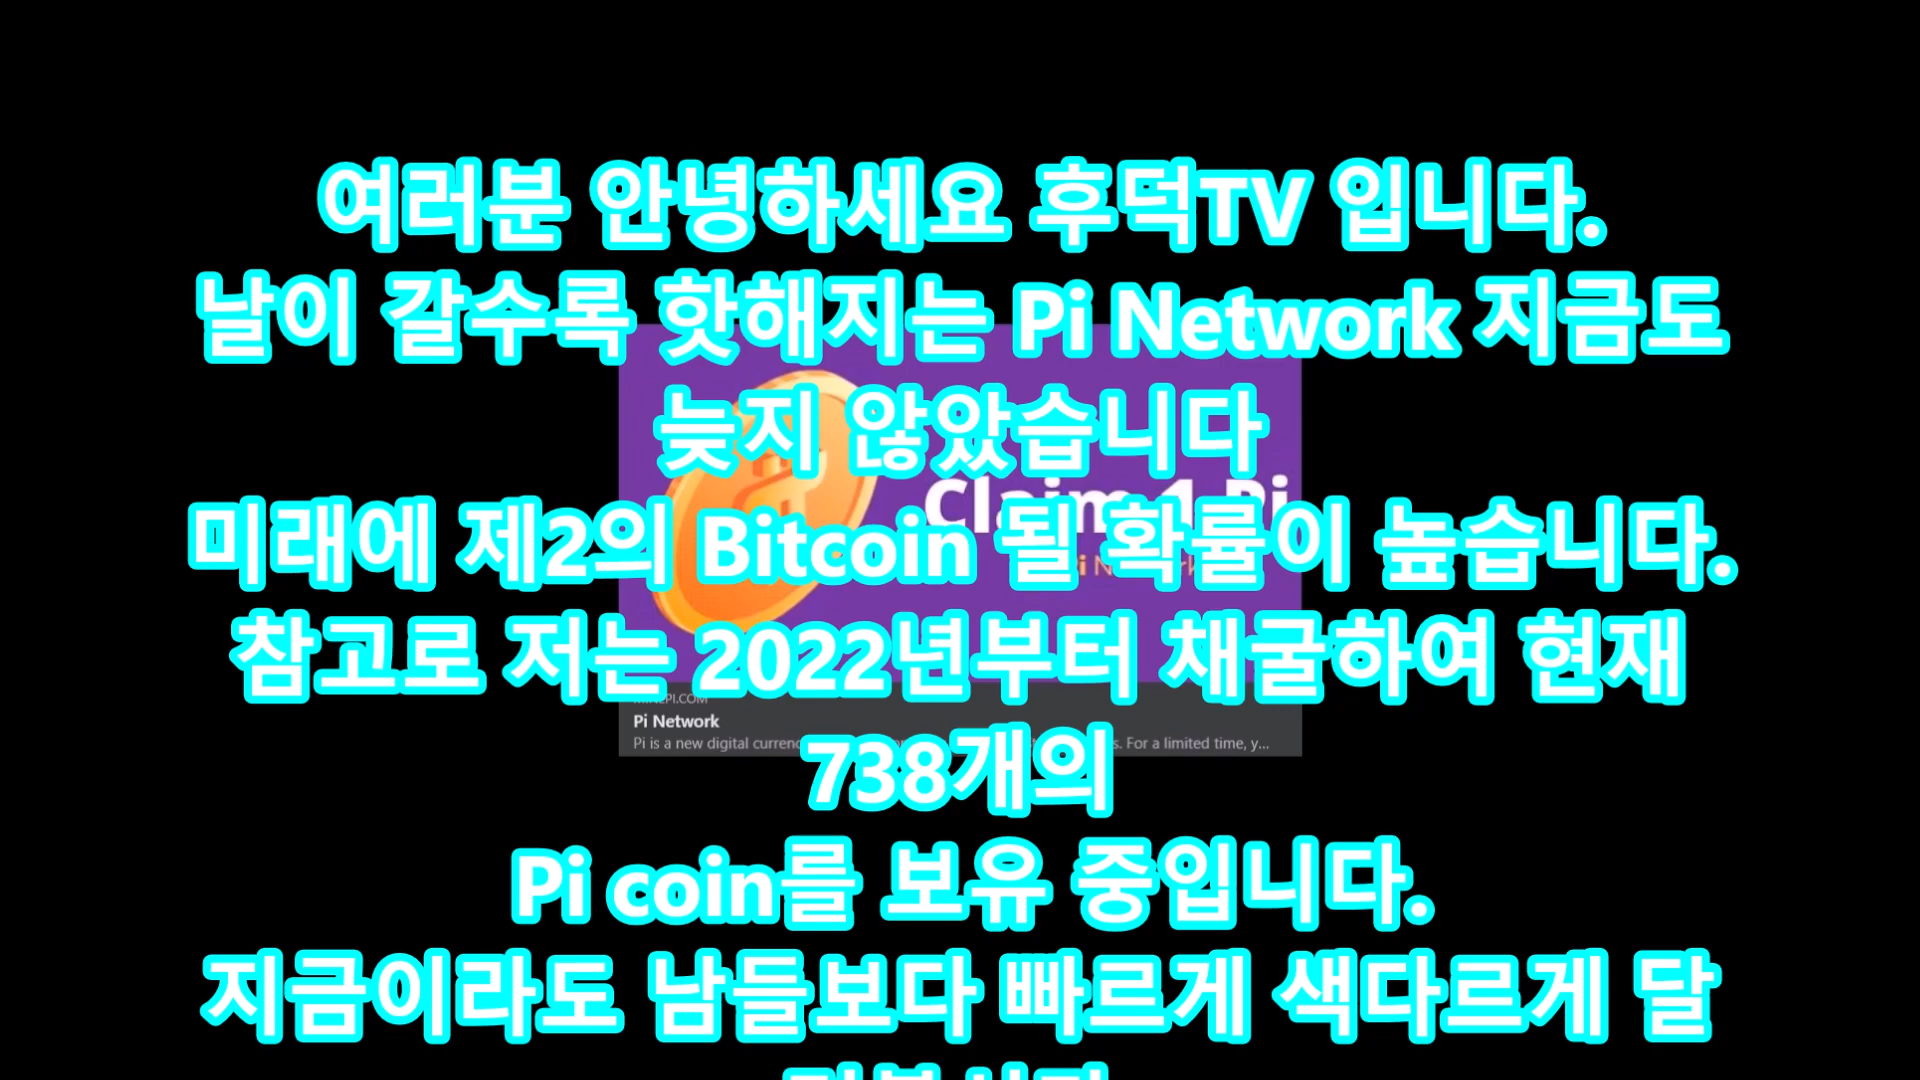 여러분 안녕하세요 후덕TV 입니다.
날이 갈수록 핫해지는 Pi Network 지금도
늦지 않았습니다
Claim 1 Pi
미래에 제2의 Bitcoin 될 확률이 높습니다.
참고로 저는 2022년부터 채굴하여 현재
MINEPI.COM
Pi Network
Pi is a new digital For a limited time, y...
738개의
Pi coin를 보유 중입니다.
지금이라도 남들보다 빠르게 색다르게 달